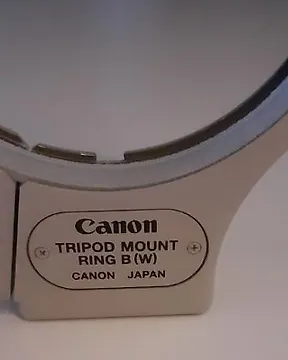 Canon
TRIPOD MOUNT
RING B (W)
CANON JAPAN